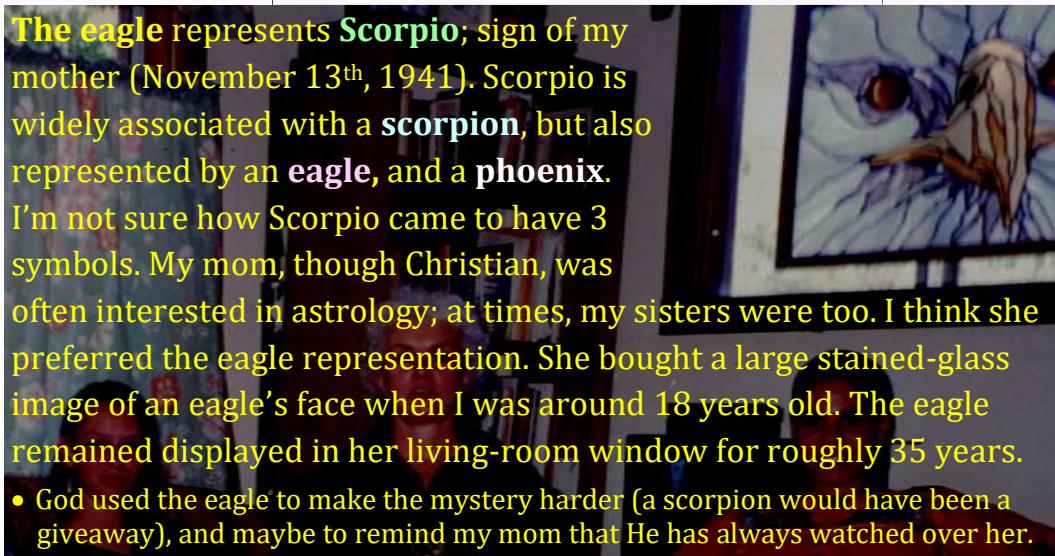 The eagle represents Scorpio; sign of my
mother (November 13th, 1941). Scorpio is
widely associated with a scorpion, but also
represented by an eagle, and a phoenix.
I’m not sure how Scorpio came to have 3
symbols. My mom, though Christian, was
often interested in astrology; at times, my sisters were too. I think she
preferred the eagle representation. She bought a large stained-glass
image of an eagle’s face when I was around 18 years old. The eagle
remained displayed in her living-room window for roughly 35 years.
• God used the eagle to make the mystery harder (a scorpion would have been a
giveaway), and maybe to remind my mom that He has always watched over her.